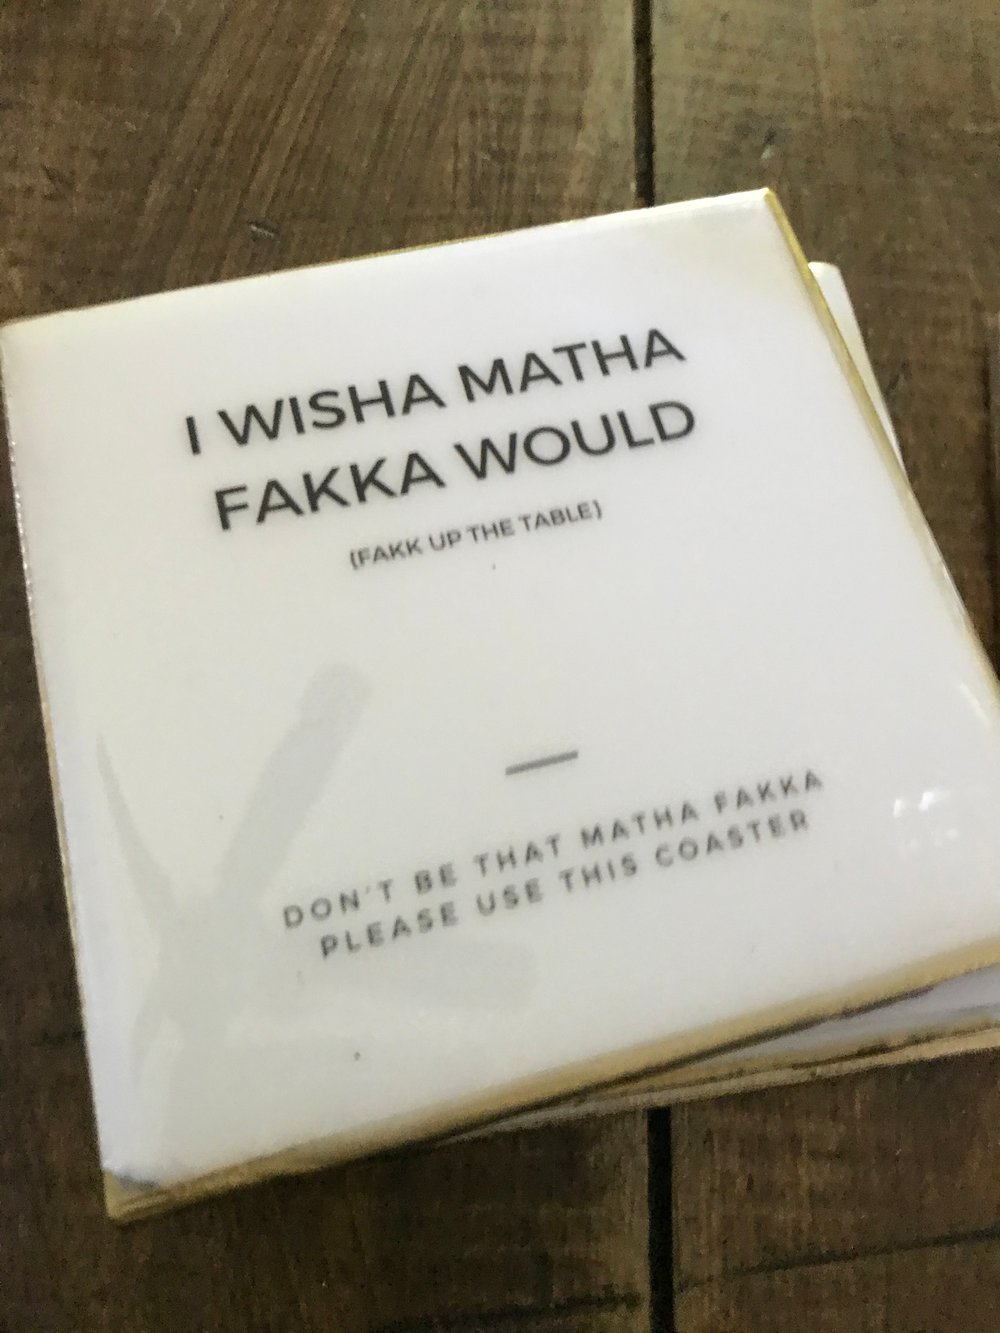 I WISHA MATHA
FAKKA WOULD
{FAKK UP THE TABLE}
DON'T BE THAT MATHA FAKKA
PLEASE USE THIS COASTER